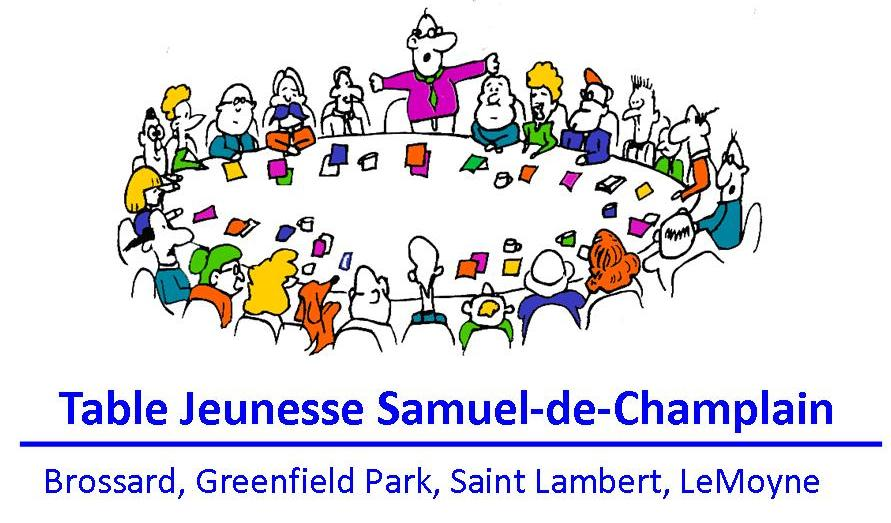 Table Jeunesse Samuel-de-Champlain
Brossard, Greenfield Park, Saint Lambert, LeMoyne